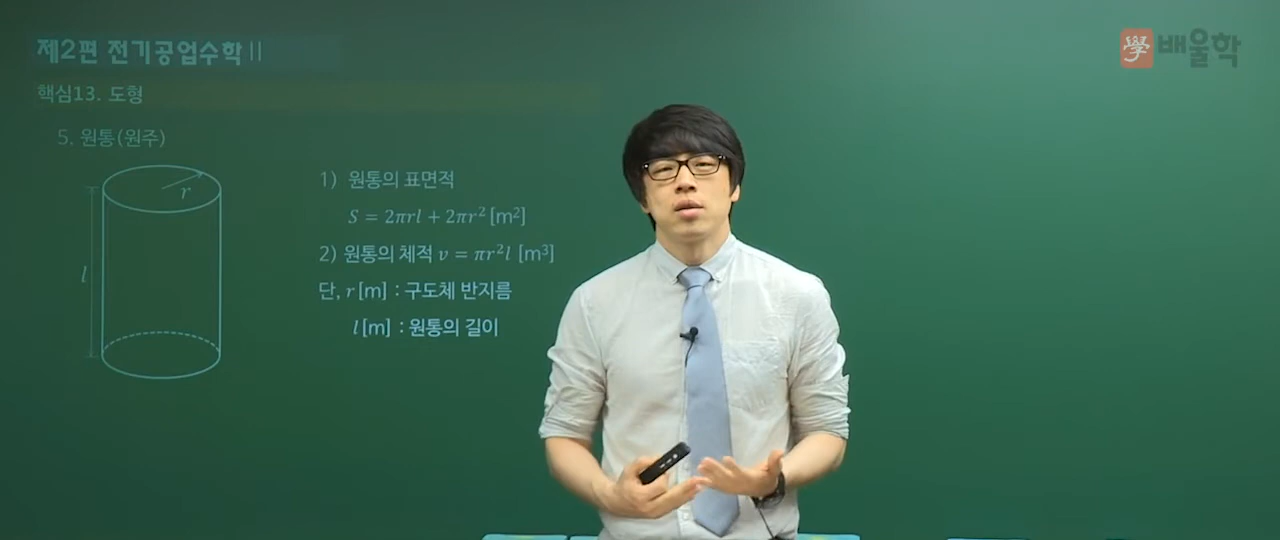 제2편 전기공업수학 II
學 배울학
핵심13. 도형
5. 원통(원주)
r
l
1) 원통의 표면적
S = 2πrl + 2πr² [m²]
2) 원통의 체적 v = πr²l [m³]
단, r[m] : 구도체 반지름
l[m] : 원통의 길이